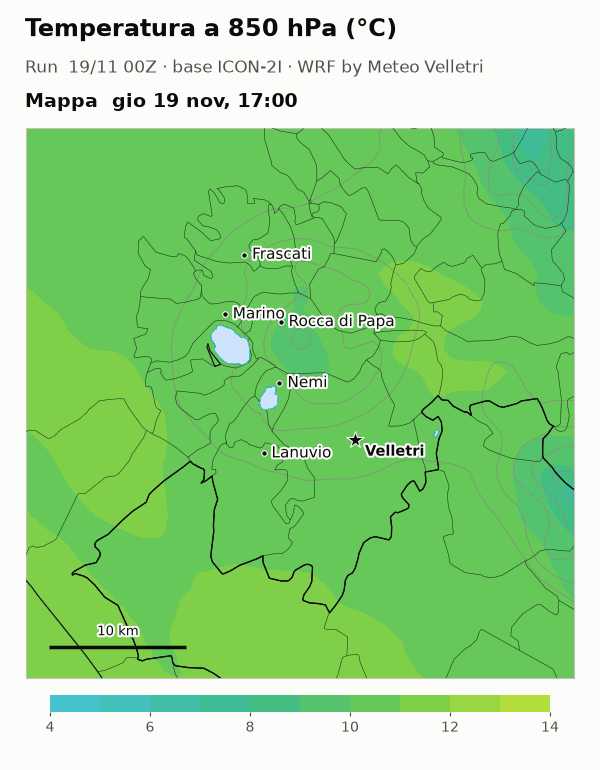 Temperatura a 850 hPa (°C)
Run  19/11 00Z · base ICON-2I · WRF by Meteo Velletri
Mappa  gio 19 nov, 17:00
Frascati
Marino
Rocca di Papa
Nemi
Velletri
Lanuvio
10 km
4 6 8 10 12 14